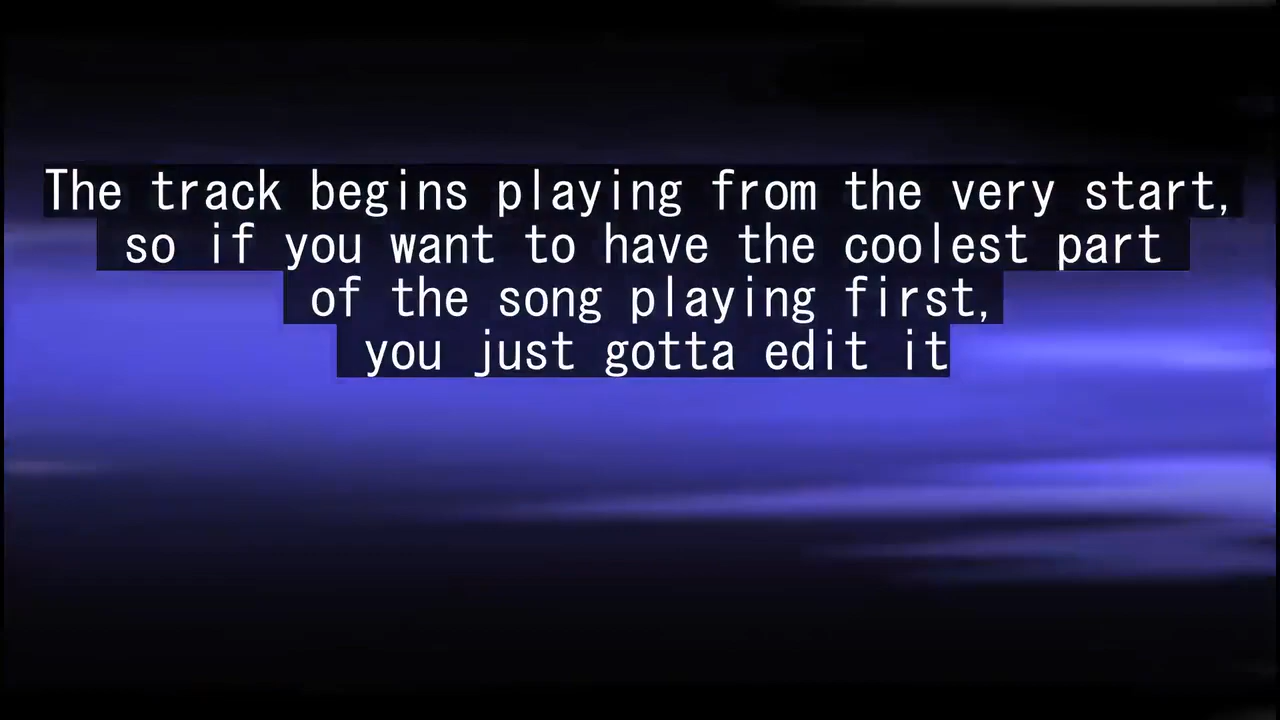 The track begins playing from the very start,
so if you want to have the coolest part
of the song playing first,
you just gotta edit it